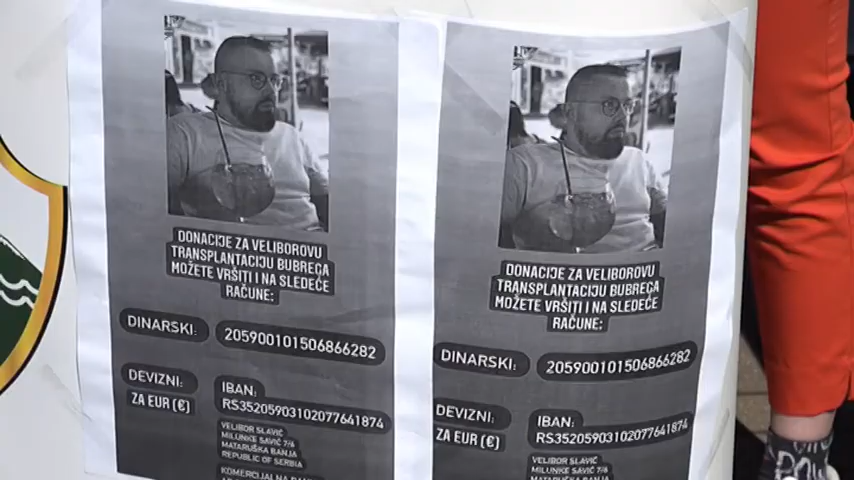 DONACIJE ZA VELIBOROVU
TRANSPLANTACIJU BUBREGA
MOŽETE VRŠITI I NA SLEDEĆE
RAČUNE:
DINARSKI:
205900101506866282
DEVIZNI:
ZA EUR (€)
IBAN:
RS35205903102077641874
VELIBOR SLAVIĆ
MILUNKE SAVIĆ 7/6
MATARUŠKA BANJA
REPUBLIC OF SERBIA
DONACIJE ZA VELIBOROVU
TRANSPLANTACIJU BUBREGA
MOŽETE VRŠITI I NA SLEDEĆE
RAČUNE:
DINARSKI:
205900101506866282
DEVIZNI:
ZA EUR (€)
IBAN:
RS35205903102077641874
VELIBOR SLAVIĆ
MILUNKE SAVIĆ 7/6